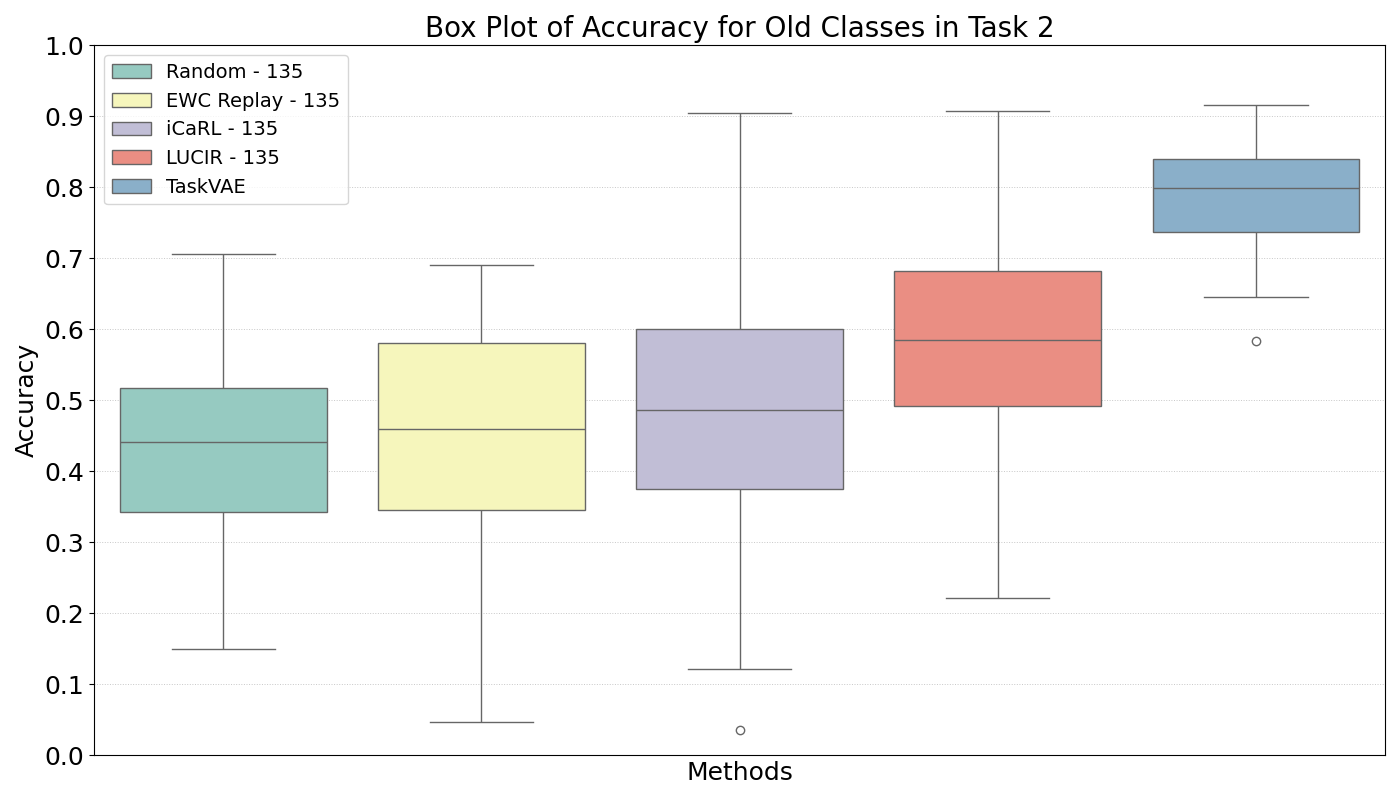 Box Plot of Accuracy for Old Classes in Task 2
1.0
0.9
0.8
0.7
0.6
0.5
0.4
0.3
0.2
0.1
0.0
Accuracy
Random - 135
EWC Replay - 135
iCaRL - 135
LUCIR - 135
TaskVAE
Methods